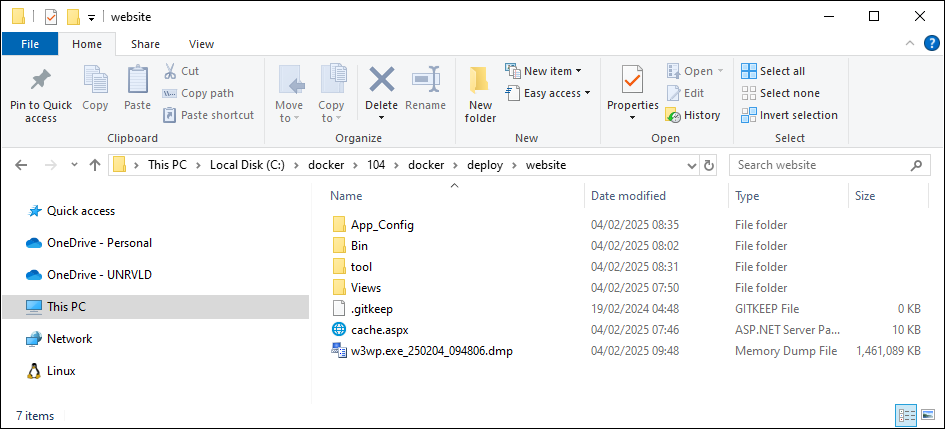 website
File Home Share View
Pin to Quick access
Copy
Paste
Cut
Copy path
Paste shortcut
Clipboard
Move to
Copy to
Delete
Rename
Organize
New folder
New item
Easy access
New
Properties
Open
Edit
History
Open
Select all
Select none
Invert selection
Select
This PC > Local Disk (C:) > docker > 104 > docker > deploy > website
Search website
Quick access
OneDrive - Personal
OneDrive - UNRVLD
This PC
Network
Linux
Name Date modified Type Size
App_Config 04/02/2025 08:35 File folder
Bin 04/02/2025 08:02 File folder
tool 04/02/2025 08:31 File folder
Views 04/02/2025 07:50 File folder
.gitkeep 19/02/2024 04:48 GITKEEP File 0 KB
cache.aspx 04/02/2025 07:46 ASP.NET Server Pa... 10 KB
w3wp.exe_250204_094806.dmp 04/02/2025 09:48 Memory Dump File 1,461,089 KB
7 items